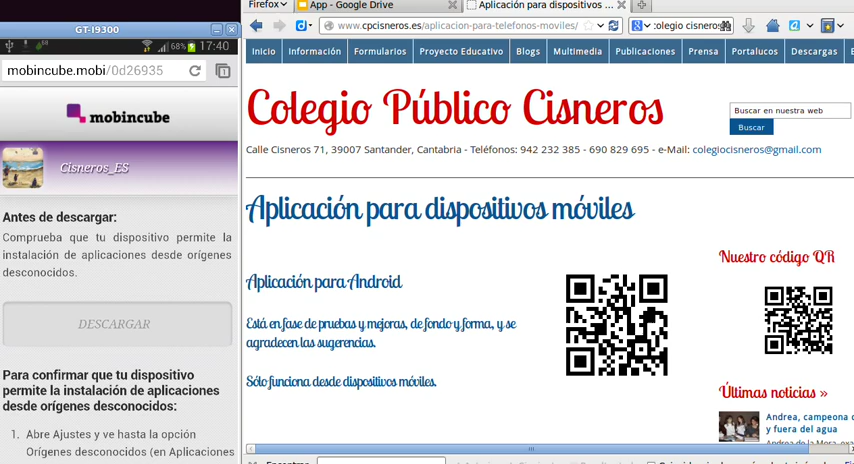 GT-I9300
68% 17:40
mobincube.mobi/0d26935
mobincube
Cisneros_ES
Antes de descargar:
Comprueba que tu dispositivo permite la
instalación de aplicaciones desde orígenes
desconocidos.
DESCARGAR
Para confirmar que tu dispositivo
permite la instalación de aplicaciones
desde orígenes desconocidos:
1. Abre Ajustes y ve hasta la opción
Orígenes desconocidos (en Aplicaciones
Firefox
App - Google Drive
Aplicación para dispositivos ...
www.cpcisneros.es/aplicacion-para-telefonos-moviles/
:olegio cisneros
Inicio Información Formularios Proyecto Educativo Blogs Multimedia Publicaciones Prensa Portalucos Descargas
Colegio Público Cisneros
Buscar en nuestra web
Buscar
Calle Cisneros 71, 39007 Santander, Cantabria - Teléfonos: 942 232 385 - 690 829 695 - e-Mail: colegiocisneros@gmail.com
Aplicación para dispositivos móviles
Aplicación para Android
Está en fase de pruebas y mejoras, de fondo y forma, y se
agradecen las sugerencias.
Sólo funciona desde dispositivos móviles.
Nuestro código QR
Últimas noticias »
Andrea, campeona
y fuera del agua